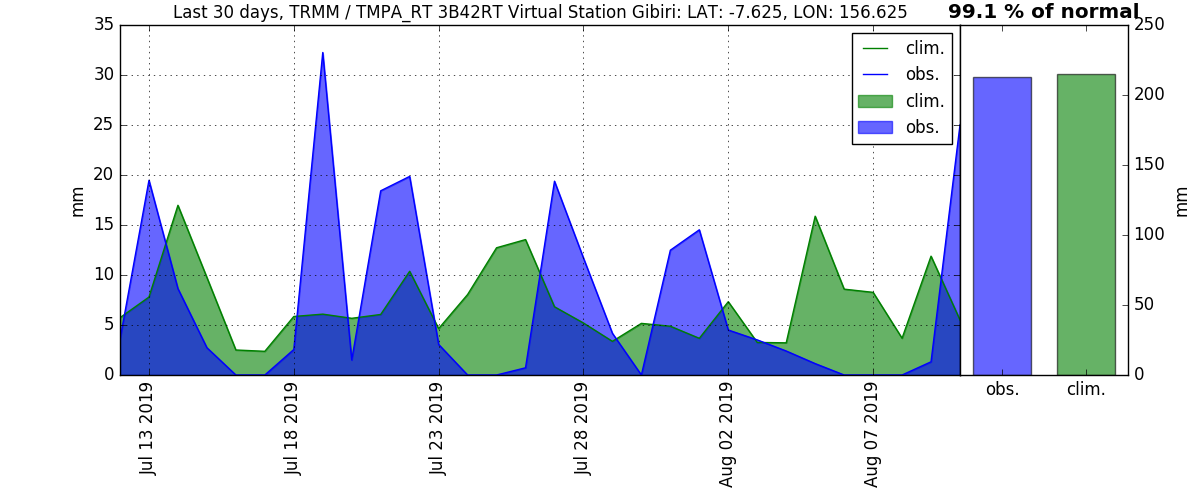 Last 30 days, TRMM / TMPA_RT 3B42RT Virtual Station Gibiri: LAT: -7.625, LON: 156.625
99.1 % of normal
35
30
25
20
15
10
5
0
mm
clim.
obs.
clim.
obs.
Jul 13 2019
Jul 18 2019
Jul 23 2019
Jul 28 2019
Aug 02 2019
Aug 07 2019
250
200
150
100
50
0
mm
obs.
clim.